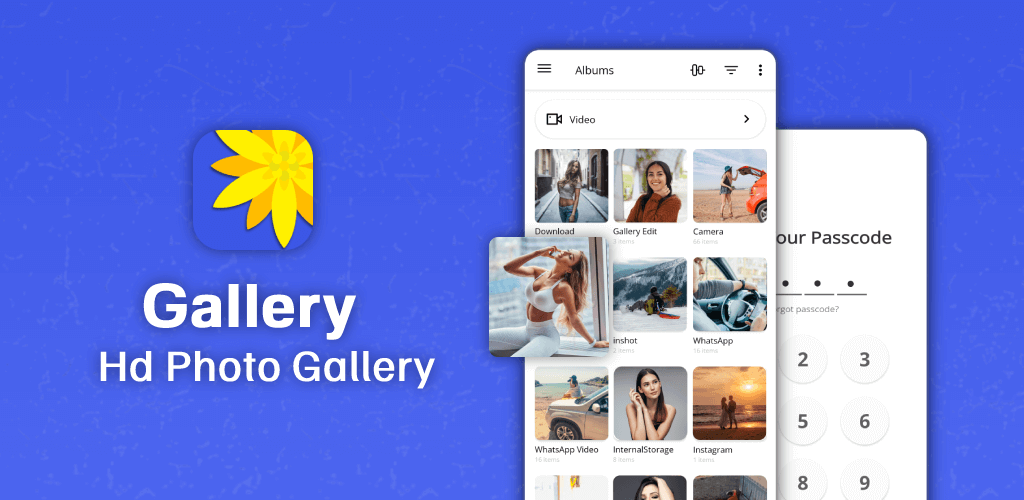 Gallery
Hd Photo Gallery
Albums
Video
Download
Gallery Edit
3 items
Camera
66 items
inshot
2 items
WhatsApp
16 items
WhatsApp Video
16 items
InternalStorage
8 items
Instagram
1 items
our Passcode
rgot passcode?
2
3
5
6
8
9